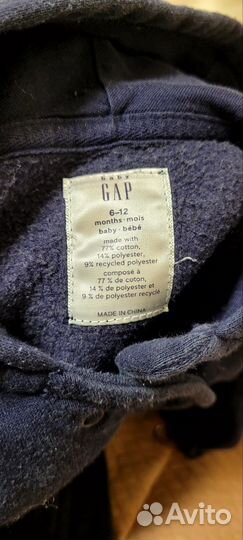 baby
GAP
6–12
months·mois
baby·bébé
made with
77% cotton,
14% polyester,
9% recycled polyester
composé à
77 % de coton,
14 % de polyester et
9 % de polyester recyclé
MADE IN CHINA
Avito